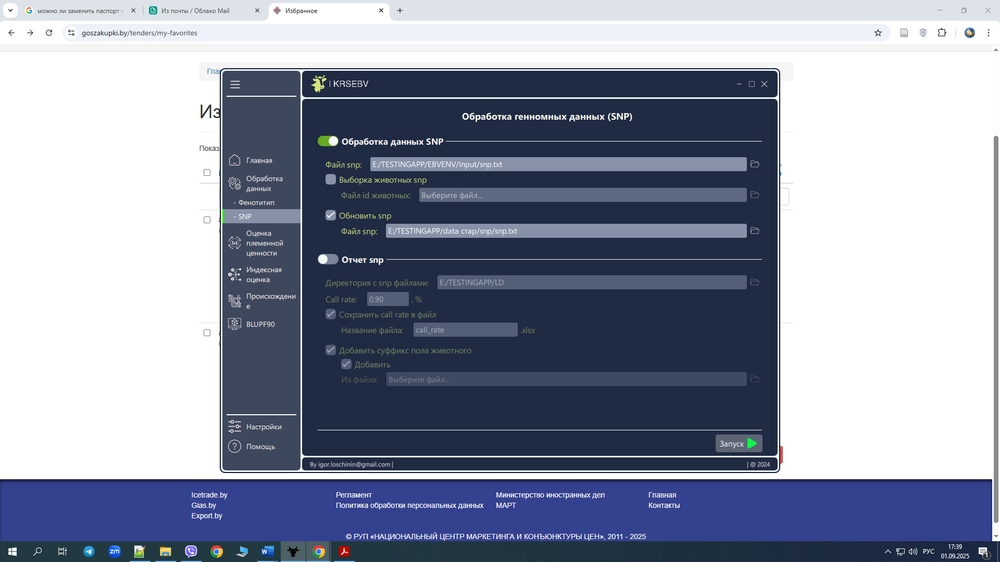 можно ли заменить паспорт н
Из почты / Облако Mail
Избранное
goszakupki.by/tenders/my-favorites
Глав
Из
Показ
KRSEBV
Главная
Обработка
данных
- Фенотитип
- SNP
Оценка
племенной
ценности
Индексная
оценка
Происхождени
е
BLUPF90
Настройки
Помощь
Обработка генномных данных (SNP)
Обработка данных SNP
Файл snp: E:/TESTINGAPP/EBVENV/Input/snp.txt
Выборка животных snp
Файл id животных: Выберите файл...
Обновить snp
Файл snp: E:/TESTINGAPP/data стар/snp/snp.txt
Отчет snp
Директория с snp файлами: E:/TESTINGAPP/LD
Call rate: 0.90 , %
Сохранить call rate в файл
Название файла: call_rate .xlsx
Добавить суффикс пола животного
Добавить
Из файла: Выберите файл...
Запуск
By igor.loschinin@gmail.com |
| @ 2024
Icetrade.by
Gias.by
Export.by
Регламент
Политика обработки персональных данных
Министерство иностранных дел
МАРТ
Главная
Контакты
© РУП «НАЦИОНАЛЬНЫЙ ЦЕНТР МАРКЕТИНГА И КОНЪЮНКТУРЫ ЦЕН», 2011 - 2025
zm
РУС
17:39
01.09.2025
1